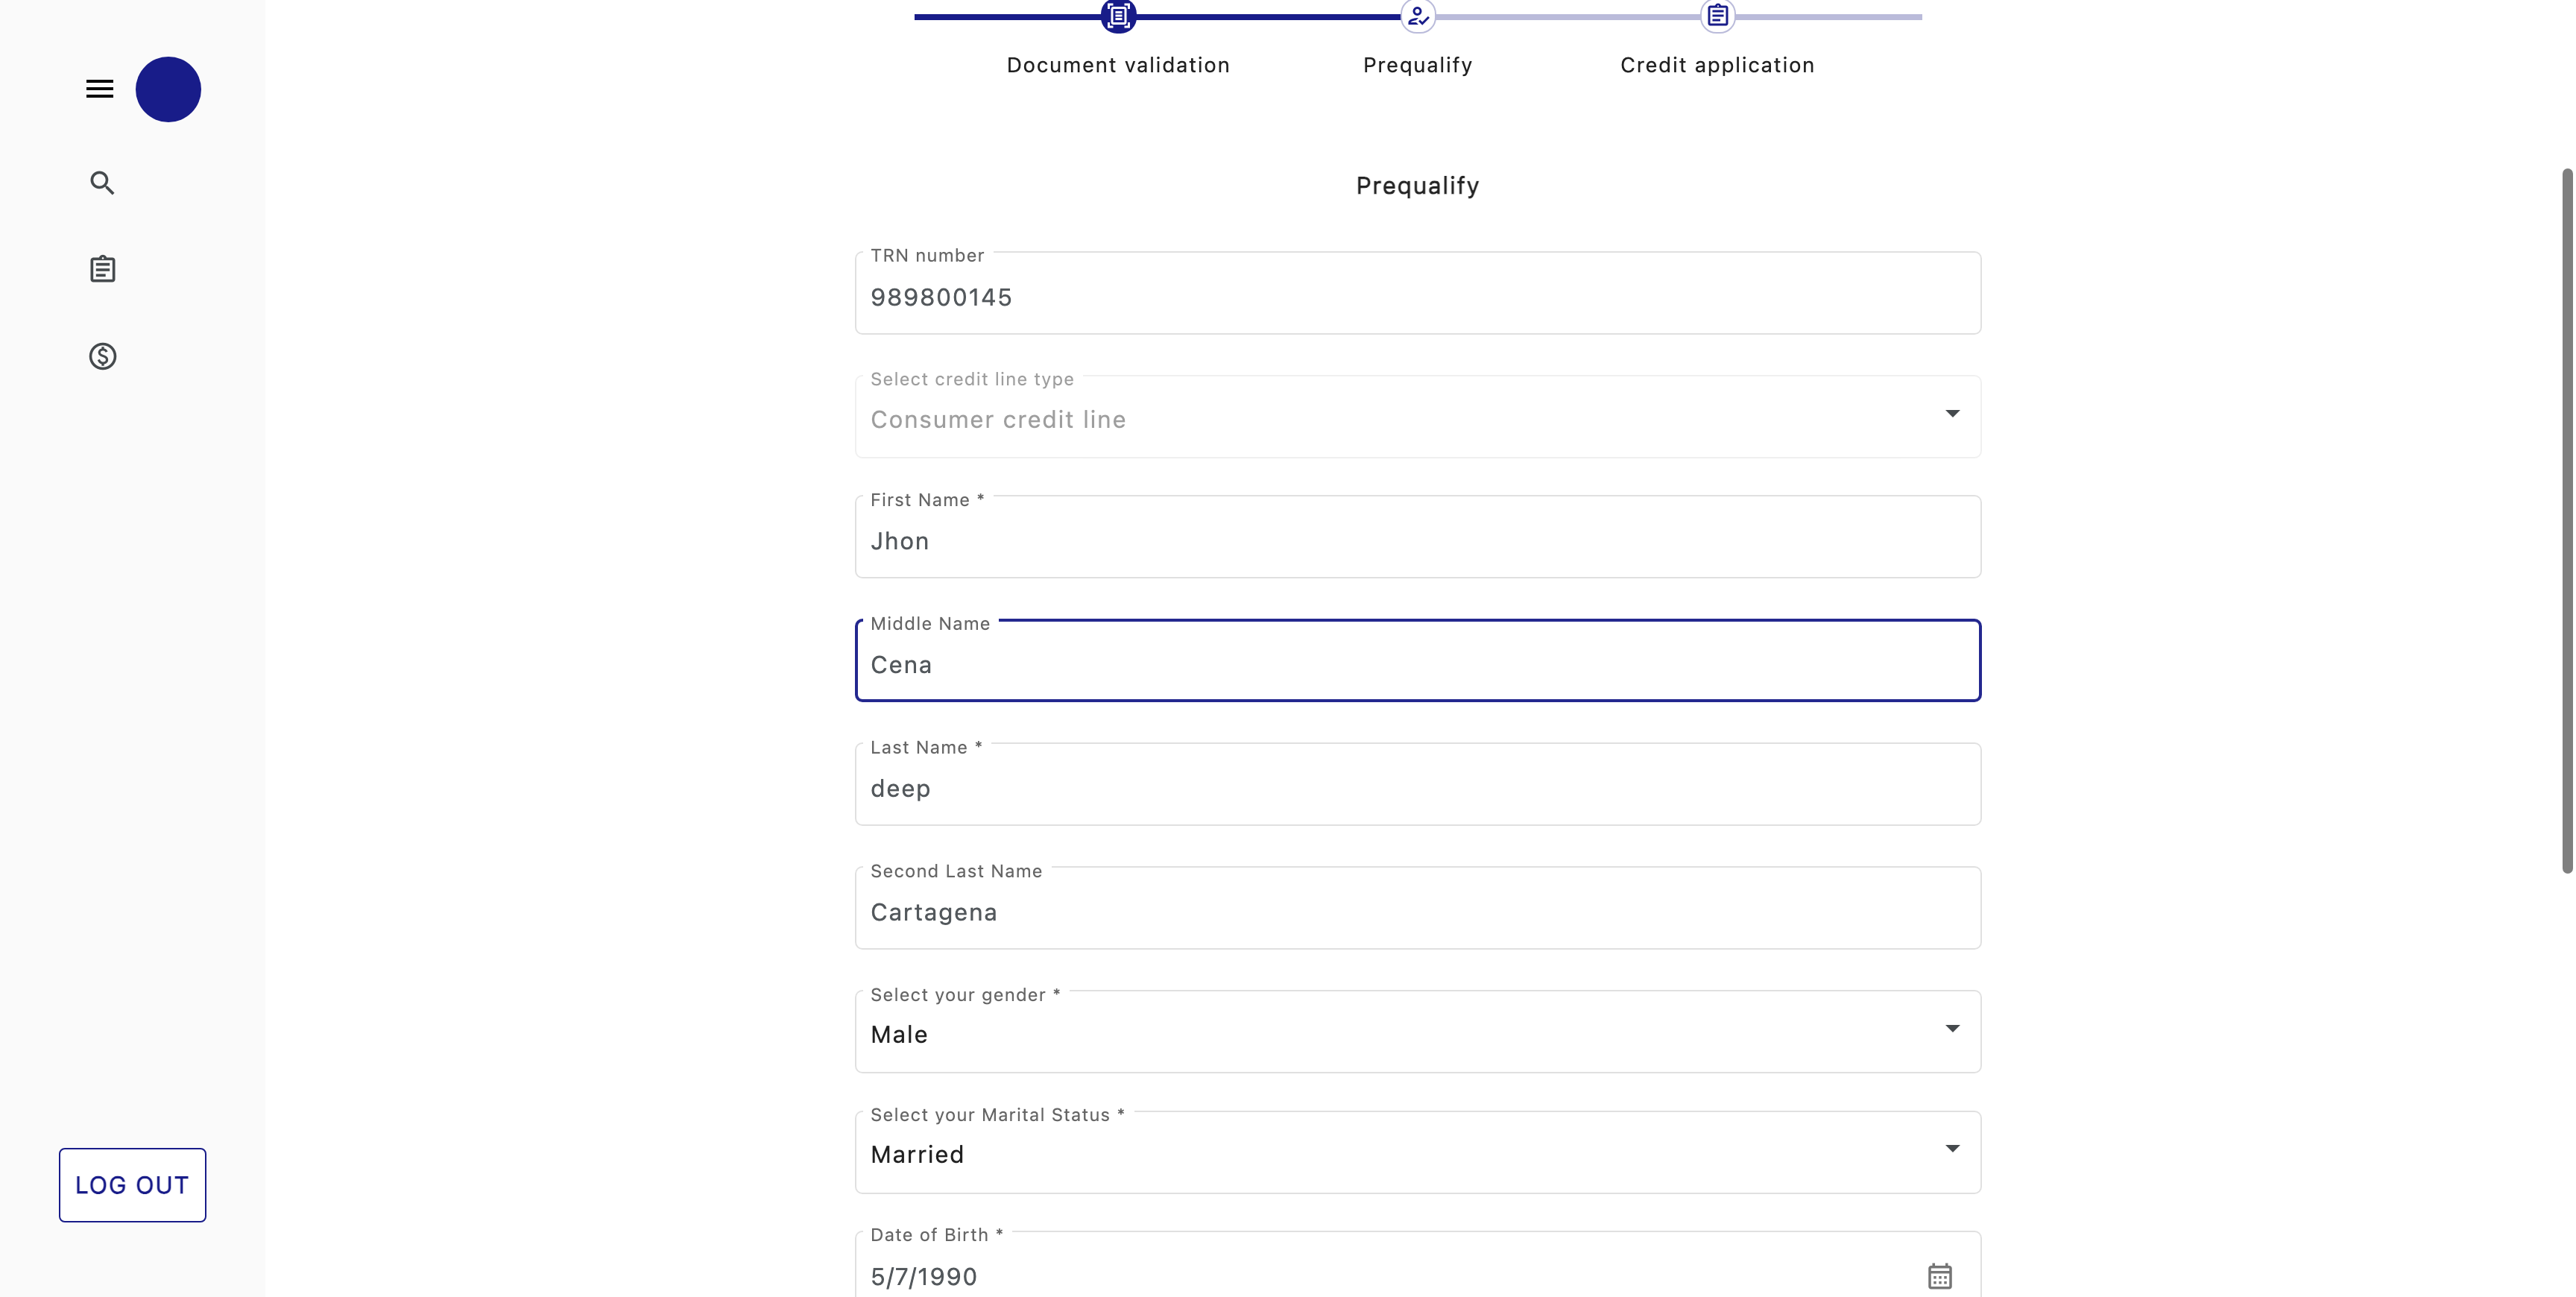 Document validation
Prequalify
Credit application
Prequalify
TRN number
989800145
Select credit line type
Consumer credit line
First Name *
Jhon
Middle Name
Cena
Last Name *
deep
Second Last Name
Cartagena
Select your gender *
Male
Select your Marital Status *
Married
Date of Birth *
5/7/1990
LOG OUT